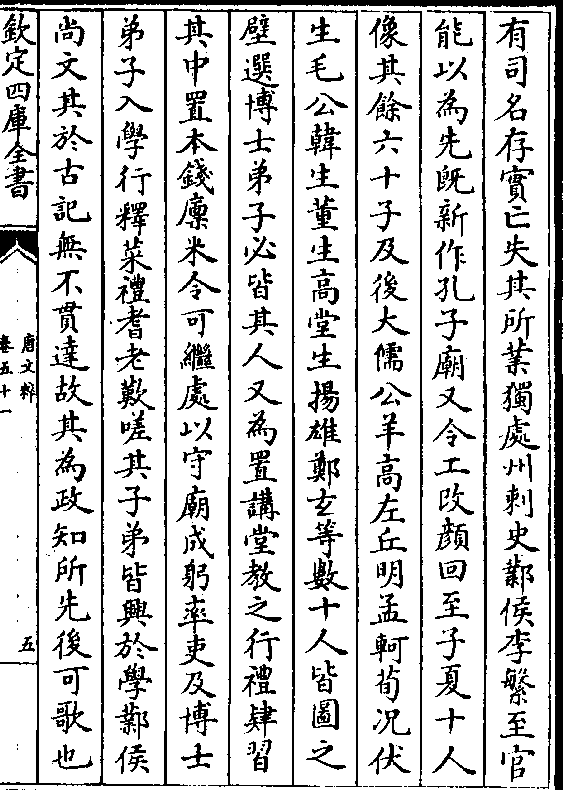 有司名存實亡失其所業獨處州刺史鄴侯李繁至官
能以為先旣新作孔子廟又令工改顔回至子夏十人
像其餘六十子及後大儒公羊高左丘明孟軻荀况伏
生毛公韓生董生高堂生揚雄鄭玄等數十人皆圖之
壁選博士弟子必皆其人又為置講堂教之行禮肄習
其中置本錢廩米令可繼處以守廟成躬率吏及博士
弟子入學行釋菜禮耆老歎嗟其子弟皆興於學鄴侯
尚文其於古記無不貫達故其為政知所先後可歌也
欽定四庫全書
唐文粹
卷五十一
五